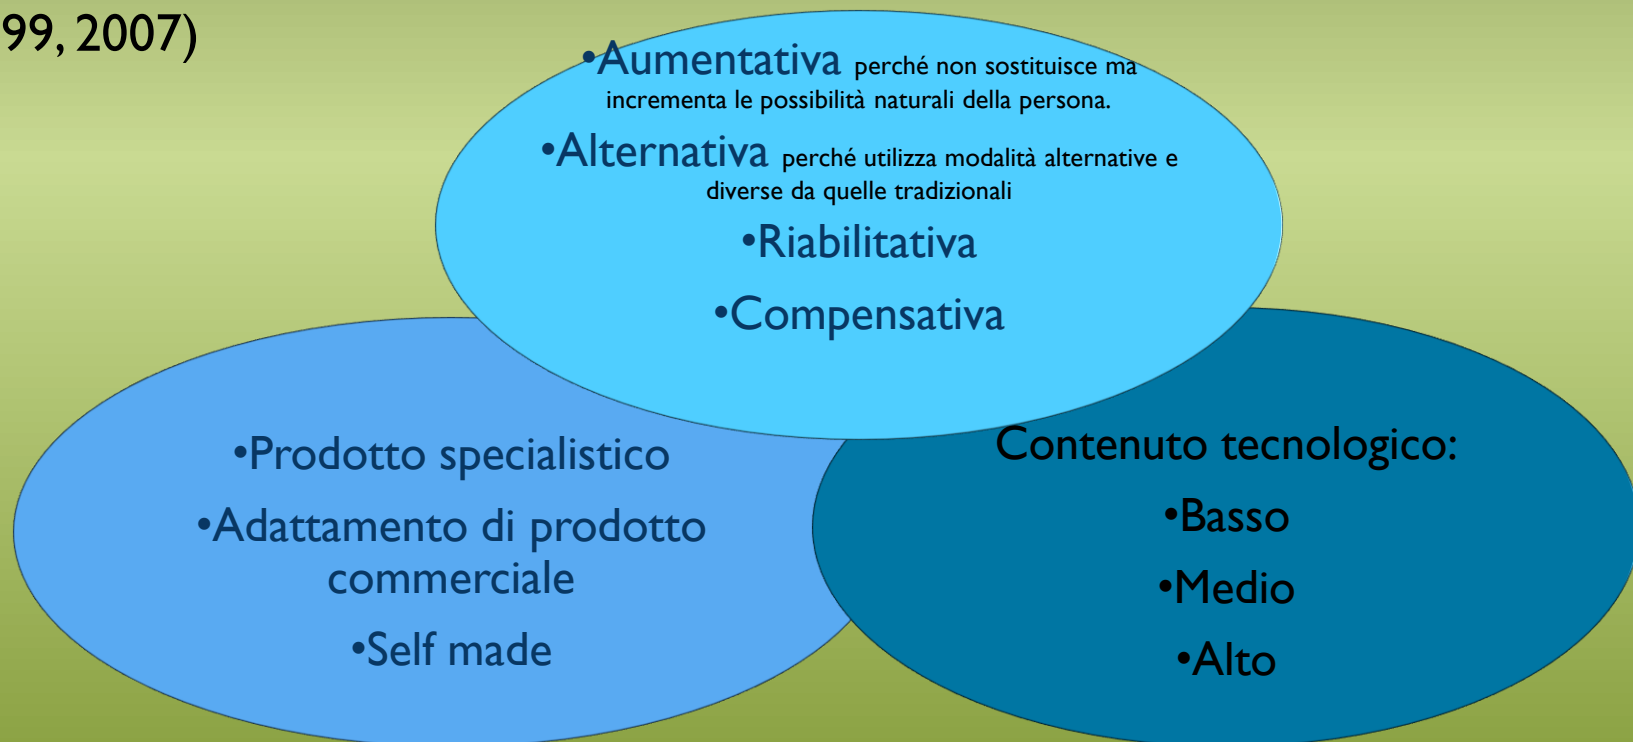 99, 2007)
•Aumentativa perché non sostituisce ma
incrementa le possibilità naturali della persona.
•Alternativa perché utilizza modalità alternative e
diverse da quelle tradizionali
•Riabilitativa
•Compensativa
•Prodotto specialistico
•Adattamento di prodotto
commerciale
•Self made
Contenuto tecnologico:
•Basso
•Medio
•Alto